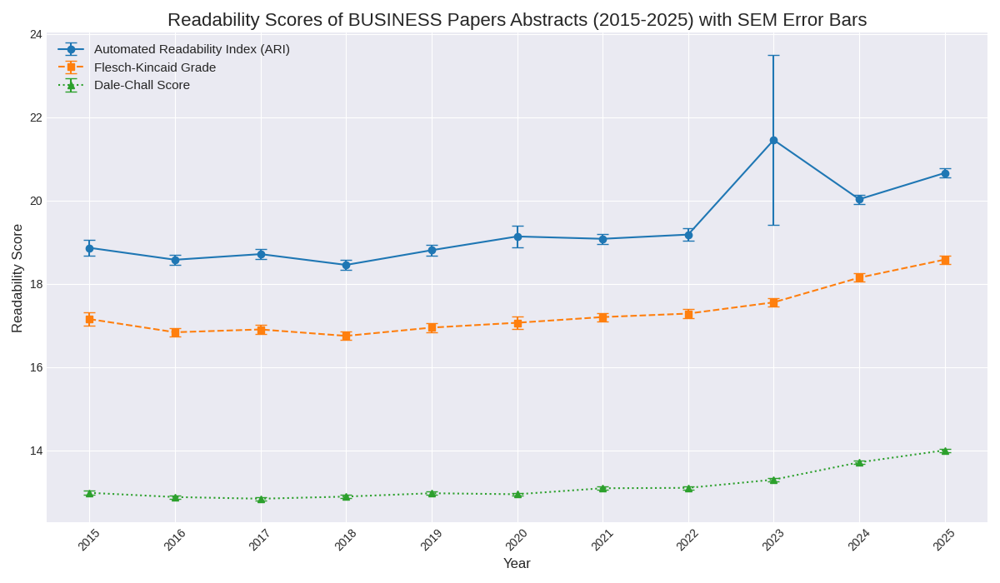 Readability Scores of BUSINESS Papers Abstracts (2015-2025) with SEM Error Bars
Automated Readability Index (ARI)
Flesch-Kincaid Grade
Dale-Chall Score
24
22
20
18
16
14
Readability Score
2015
2016
2017
2018
2019
2020
2021
2022
2023
2024
2025
Year